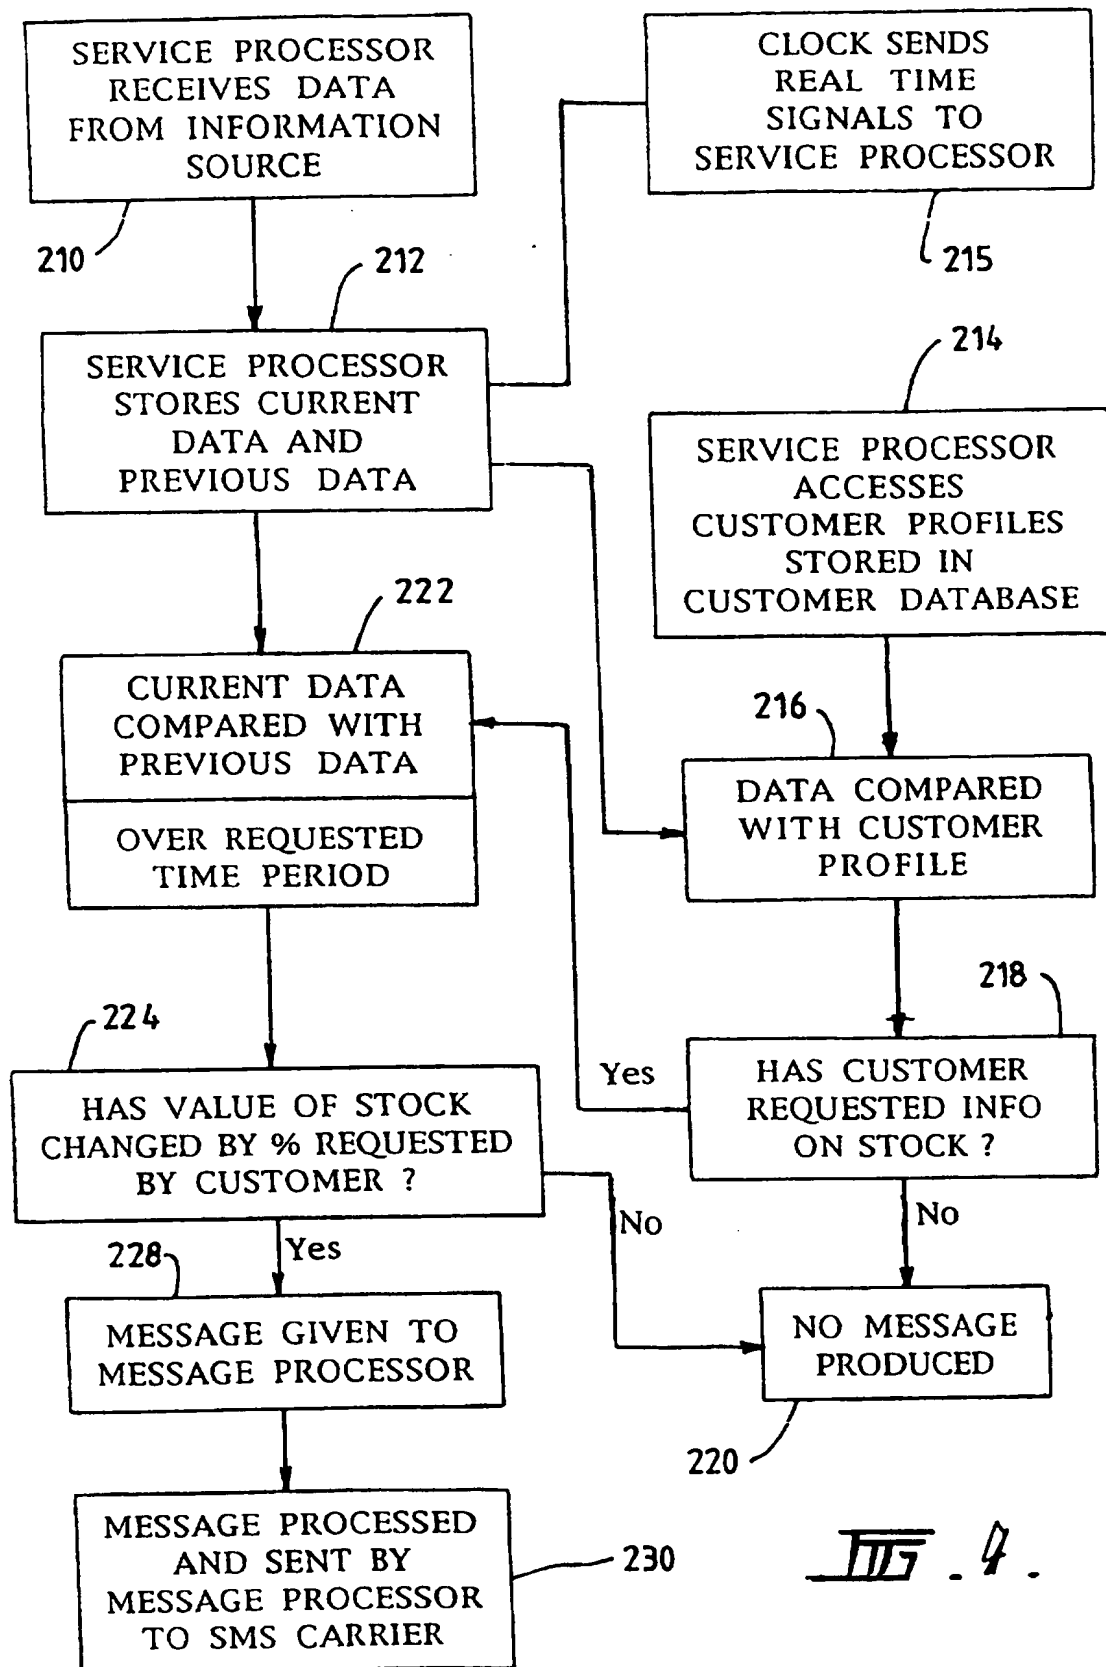 SERVICE PROCESSOR
RECEIVES DATA
FROM INFORMATION
SOURCE
210
CLOCK SENDS
REAL TIME
SIGNALS TO
SERVICE PROCESSOR
215
212
SERVICE PROCESSOR
STORES CURRENT
DATA AND
PREVIOUS DATA
214
SERVICE PROCESSOR
ACCESSES
CUSTOMER PROFILES
STORED IN
CUSTOMER DATABASE
222
CURRENT DATA
COMPARED WITH
PREVIOUS DATA
OVER REQUESTED
TIME PERIOD
216
DATA COMPARED
WITH CUSTOMER
PROFILE
218
HAS CUSTOMER
REQUESTED INFO
ON STOCK ?
Yes
No
224
HAS VALUE OF STOCK
CHANGED BY % REQUESTED
BY CUSTOMER ?
No
Yes
228
MESSAGE GIVEN TO
MESSAGE PROCESSOR
NO MESSAGE
PRODUCED
220
MESSAGE PROCESSED
AND SENT BY
MESSAGE PROCESSOR
TO SMS CARRIER
230
FIG.